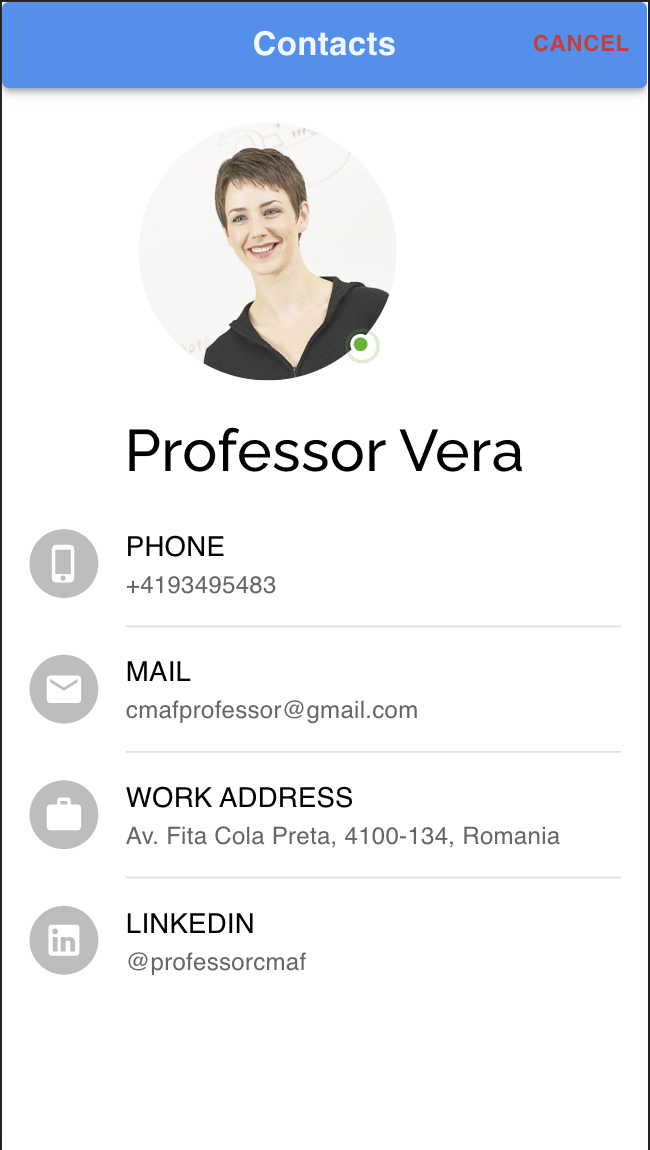 Contacts
CANCEL
Professor Vera
PHONE
+4193495483
MAIL
cmafprofessor@gmail.com
WORK ADDRESS
Av. Fita Cola Preta, 4100-134, Romania
LINKEDIN
@professorcmaf